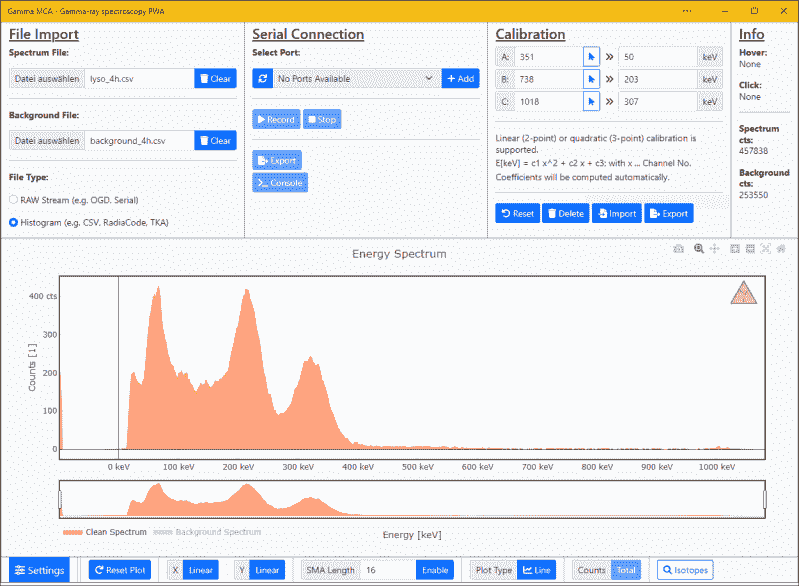 Gamma MCA - Gamma-ray spectroscopy PWA
File Import
Spectrum File:
Datei auswählen lyso_4h.csv Clear
Background File:
Datei auswählen background_4h.csv Clear
File Type:
RAW Stream (e.g. OGD, Serial)
Histogram (e.g. CSV, RadiaCode, TKA)
Serial Connection
Select Port:
No Ports Available + Add
Record Stop
Export
Console
Calibration
A: 351 50 keV
B: 738 203 keV
C: 1018 307 keV
Linear (2-point) or quadratic (3-point) calibration is
supported.
E[keV] = c1 x^2 + c2 x + c3; with x ... Channel No.
Coefficients will be computed automatically.
Reset Delete Import Export
Info
Hover:
None
Click:
None
Spectrum
cts:
457838
Background
cts:
253550
Energy Spectrum
400 cts
300
200
100
0
Counts [1]
0 keV 100 keV 200 keV 300 keV 400 keV 500 keV 600 keV 700 keV 800 keV 900 keV 1000 keV
Clean Spectrum Background Spectrum
Energy [keV]
Settings Reset Plot X Linear Y Linear SMA Length 16 Enable Plot Type Line Counts Total Isotopes